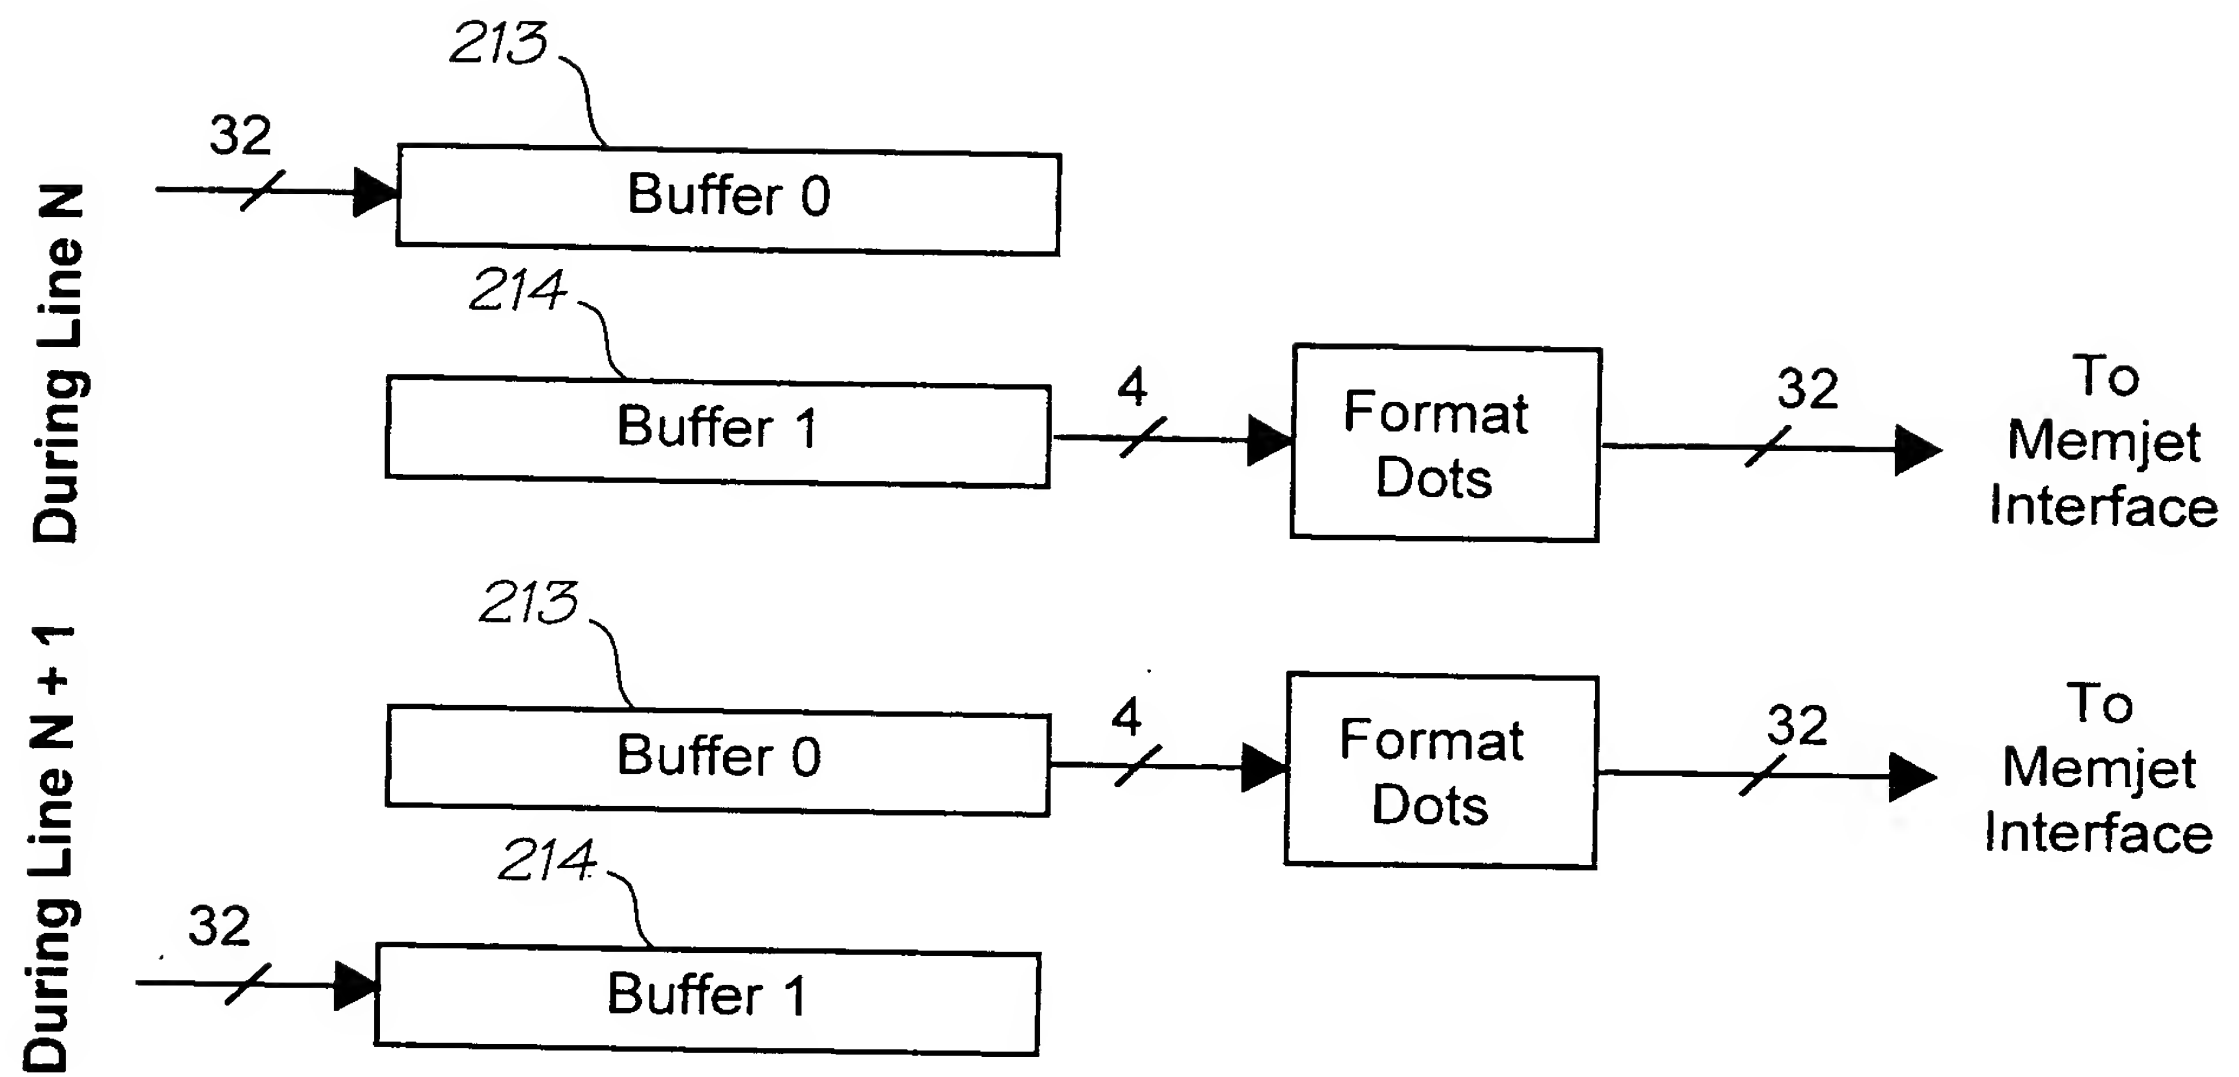 213
32
Buffer 0
During Line N
214
Buffer 1
4
Format
Dots
32
To
Memjet
Interface
213
Buffer 0
4
Format
Dots
32
To
Memjet
Interface
During Line N + 1
214
32
Buffer 1